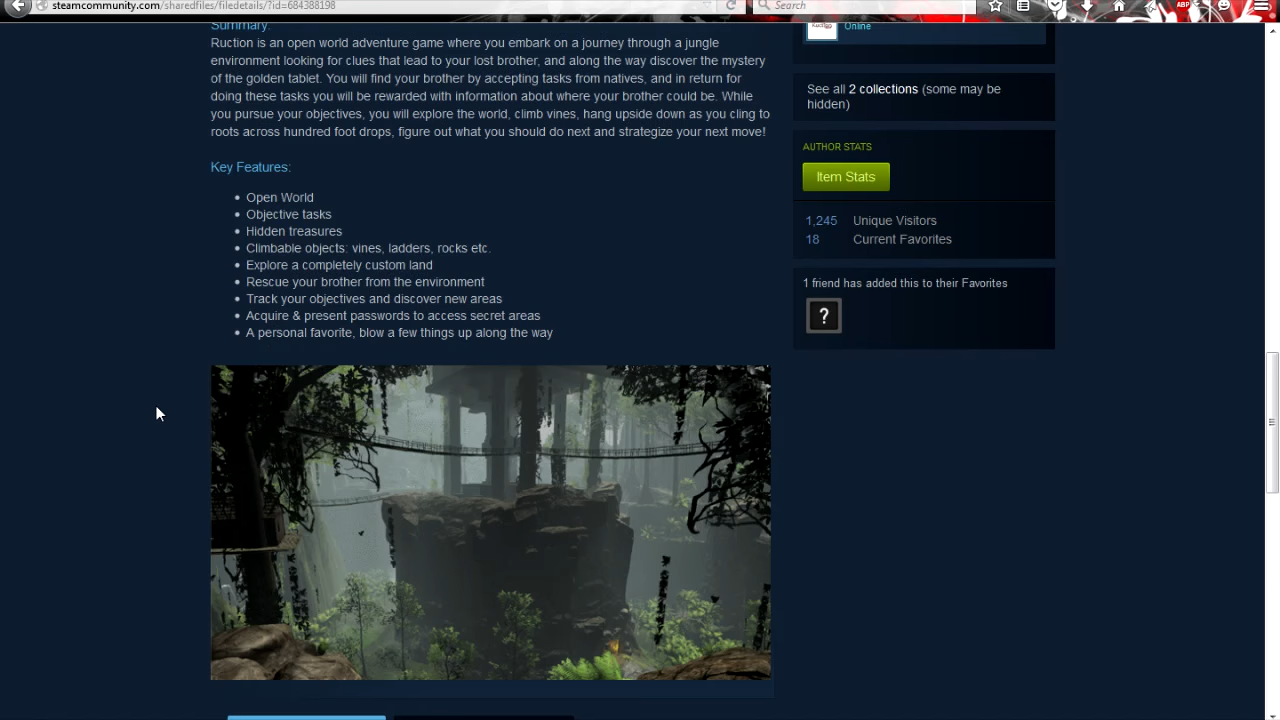 steamcommunity.com/sharedfiles/filedetails/?id=684388198
Search
ABP
Summary:
Ruction is an open world adventure game where you embark on a journey through a jungle
environment looking for clues that lead to your lost brother, and along the way discover the mystery
of the golden tablet. You will find your brother by accepting tasks from natives, and in return for
doing these tasks you will be rewarded with information about where your brother could be. While
you pursue your objectives, you will explore the world, climb vines, hang upside down as you cling to
roots across hundred foot drops, figure out what you should do next and strategize your next move!
Key Features:
Open World
Objective tasks
Hidden treasures
Climbable objects: vines, ladders, rocks etc.
Explore a completely custom land
Rescue your brother from the environment
Track your objectives and discover new areas
Acquire & present passwords to access secret areas
A personal favorite, blow a few things up along the way
Online
See all 2 collections (some may be
hidden)
AUTHOR STATS
Item Stats
1,245 Unique Visitors
18 Current Favorites
1 friend has added this to their Favorites
?